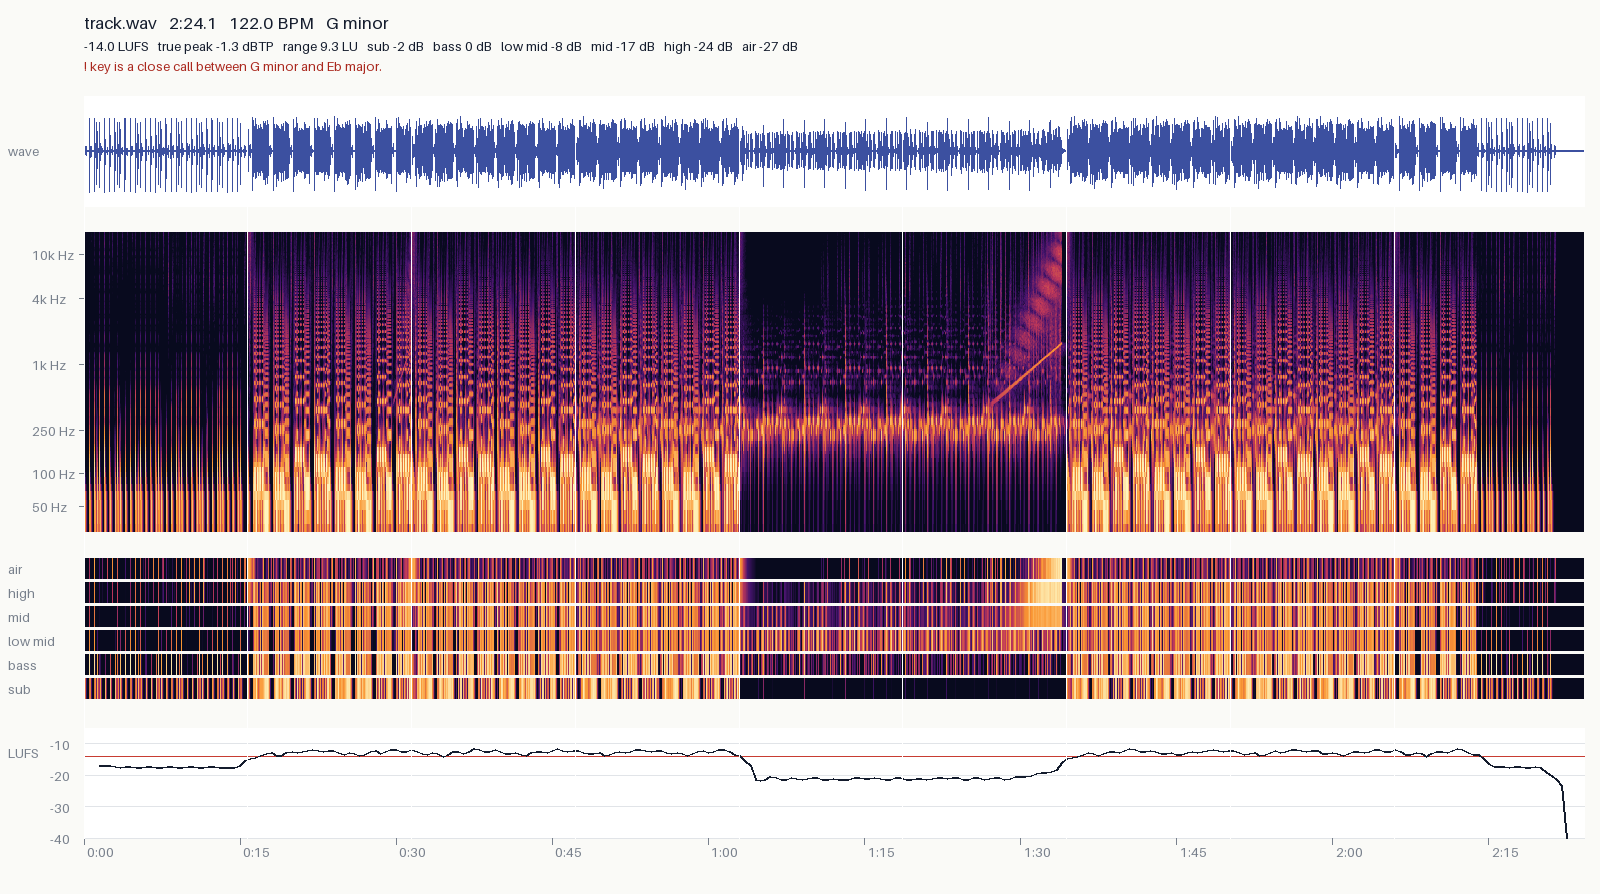 track.wav 2:24.1 122.0 BPM G minor
-14.0 LUFS true peak -1.3 dBTP range 9.3 LU sub -2 dB bass 0 dB low mid -8 dB mid -17 dB high -24 dB air -27 dB
! key is a close call between G minor and Eb major.
wave
10k Hz
4k Hz
1k Hz
250 Hz
100 Hz
50 Hz
air
high
mid
low mid
bass
sub
LUFS
-10
-20
-30
-40
0:00 0:15 0:30 0:45 1:00 1:15 1:30 1:45 2:00 2:15